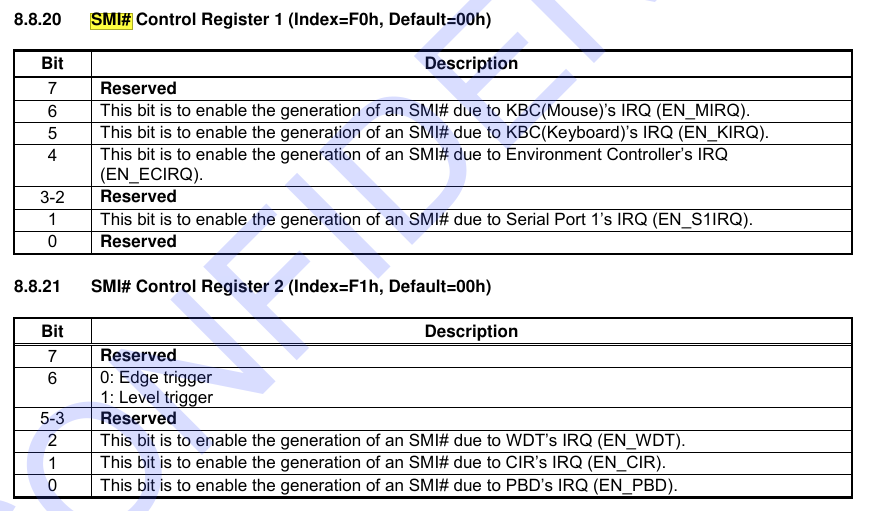 8.8.20 SMI# Control Register 1 (Index=F0h, Default=00h)
Bit Description
7 Reserved
6 This bit is to enable the generation of an SMI# due to KBC(Mouse)'s IRQ (EN_MIRQ).
5 This bit is to enable the generation of an SMI# due to KBC(Keyboard)'s IRQ (EN_KIRQ).
4 This bit is to enable the generation of an SMI# due to Environment Controller's IRQ
(EN_ECIRQ).
3-2 Reserved
1 This bit is to enable the generation of an SMI# due to Serial Port 1's IRQ (EN_S1IRQ).
0 Reserved
8.8.21 SMI# Control Register 2 (Index=F1h, Default=00h)
Bit Description
7 Reserved
6 0: Edge trigger
1: Level trigger
5-3 Reserved
2 This bit is to enable the generation of an SMI# due to WDT's IRQ (EN_WDT).
1 This bit is to enable the generation of an SMI# due to CIR's IRQ (EN_CIR).
0 This bit is to enable the generation of an SMI# due to PBD's IRQ (EN_PBD).
ONFIDEN